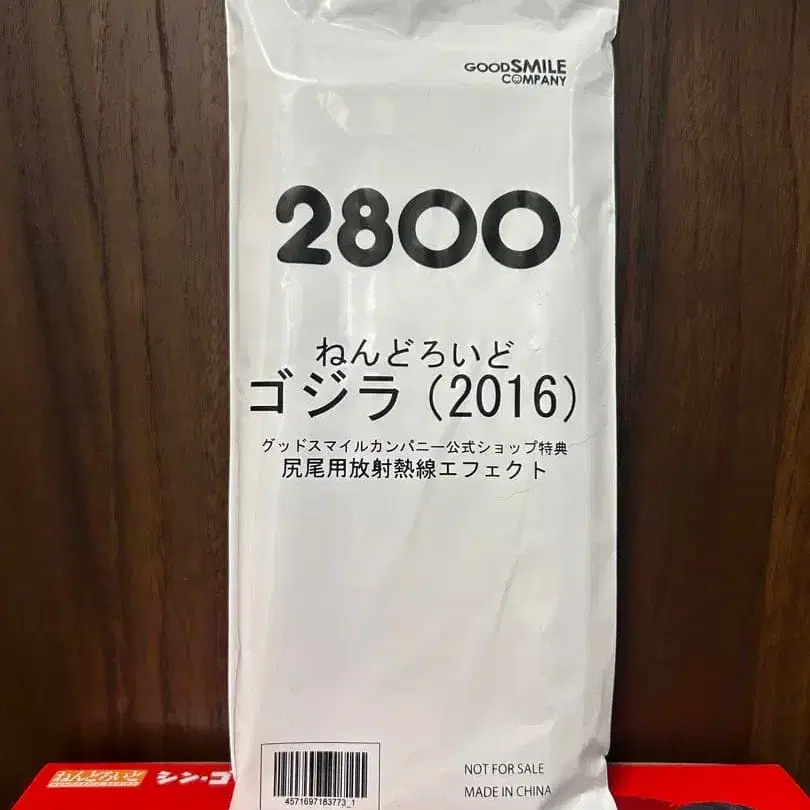 GOODSMILE
COMPANY
2800
ねんどろいど
ゴジラ（2016）
グッドスマイルカンパニー公式ショップ特典
尻尾用放射熱線エフェクト
4571697183773_1
NOT FOR SALE
MADE IN CHINA
ねんどろいど
シン・ゴ